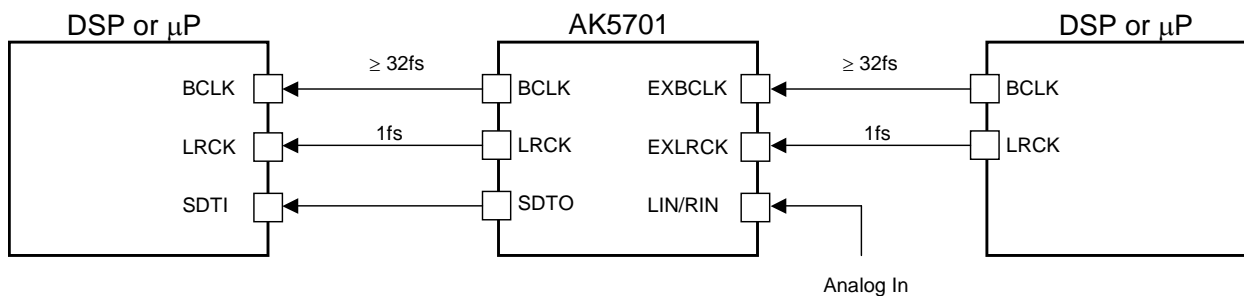 DSP or μP
AK5701
DSP or μP
≥ 32fs
≥ 32fs
BCLK
BCLK
EXBCLK
BCLK
1fs
1fs
LRCK
LRCK
EXLRCK
LRCK
SDTI
SDTO
LIN/RIN
Analog In